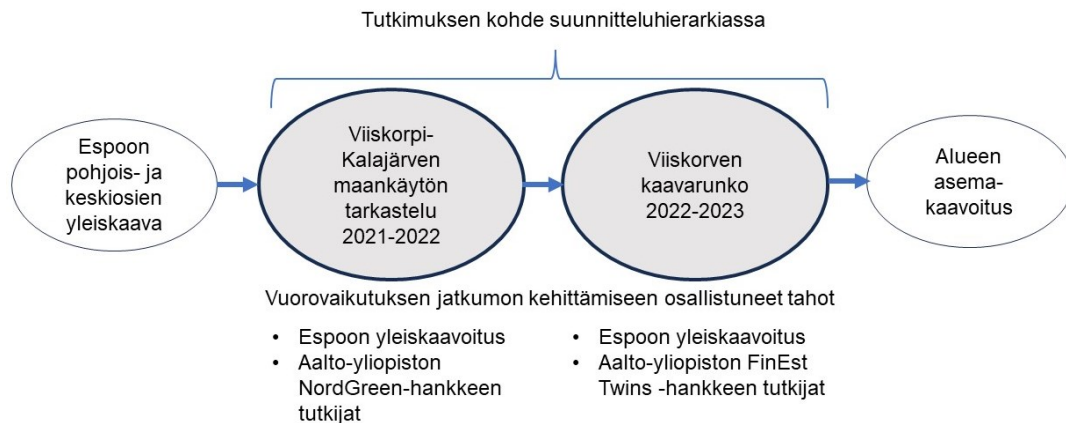 Tutkimuksen kohde suunnitteluhierarkiassa
Espoon
pohjois- ja
keskiosien
yleiskaava
Viiskorpi-
Kalajärven
maankäytön
tarkastelu
2021-2022
Viiskorven
kaavarunko
2022-2023
Alueen
asema-
kaavoitus
Vuorovaikutuksen jatkumon kehittämiseen osallistuneet tahot
• Espoon yleiskaavoitus
• Aalto-yliopiston
NordGreen-hankkeen
tutkijat
• Espoon yleiskaavoitus
• Aalto-yliopiston FinEst
Twins -hankkeen tutkijat